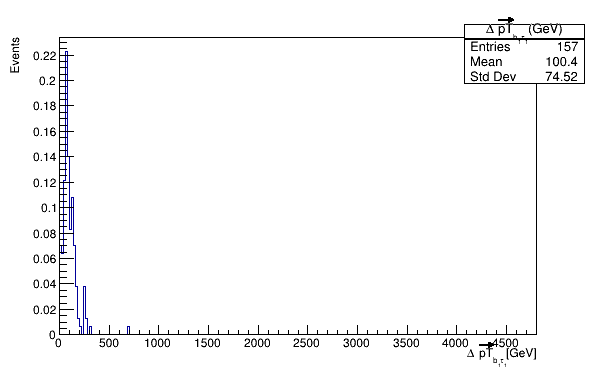 Δ pT b₁τ₁ (GeV)
Entries 157
Mean 100.4
Std Dev 74.52
Events
0.22
0.2
0.18
0.16
0.14
0.12
0.1
0.08
0.06
0.04
0.02
0
0 500 1000 1500 2000 2500 3000 3500 4000 4500
Δ pT b₁τ₁ [GeV]